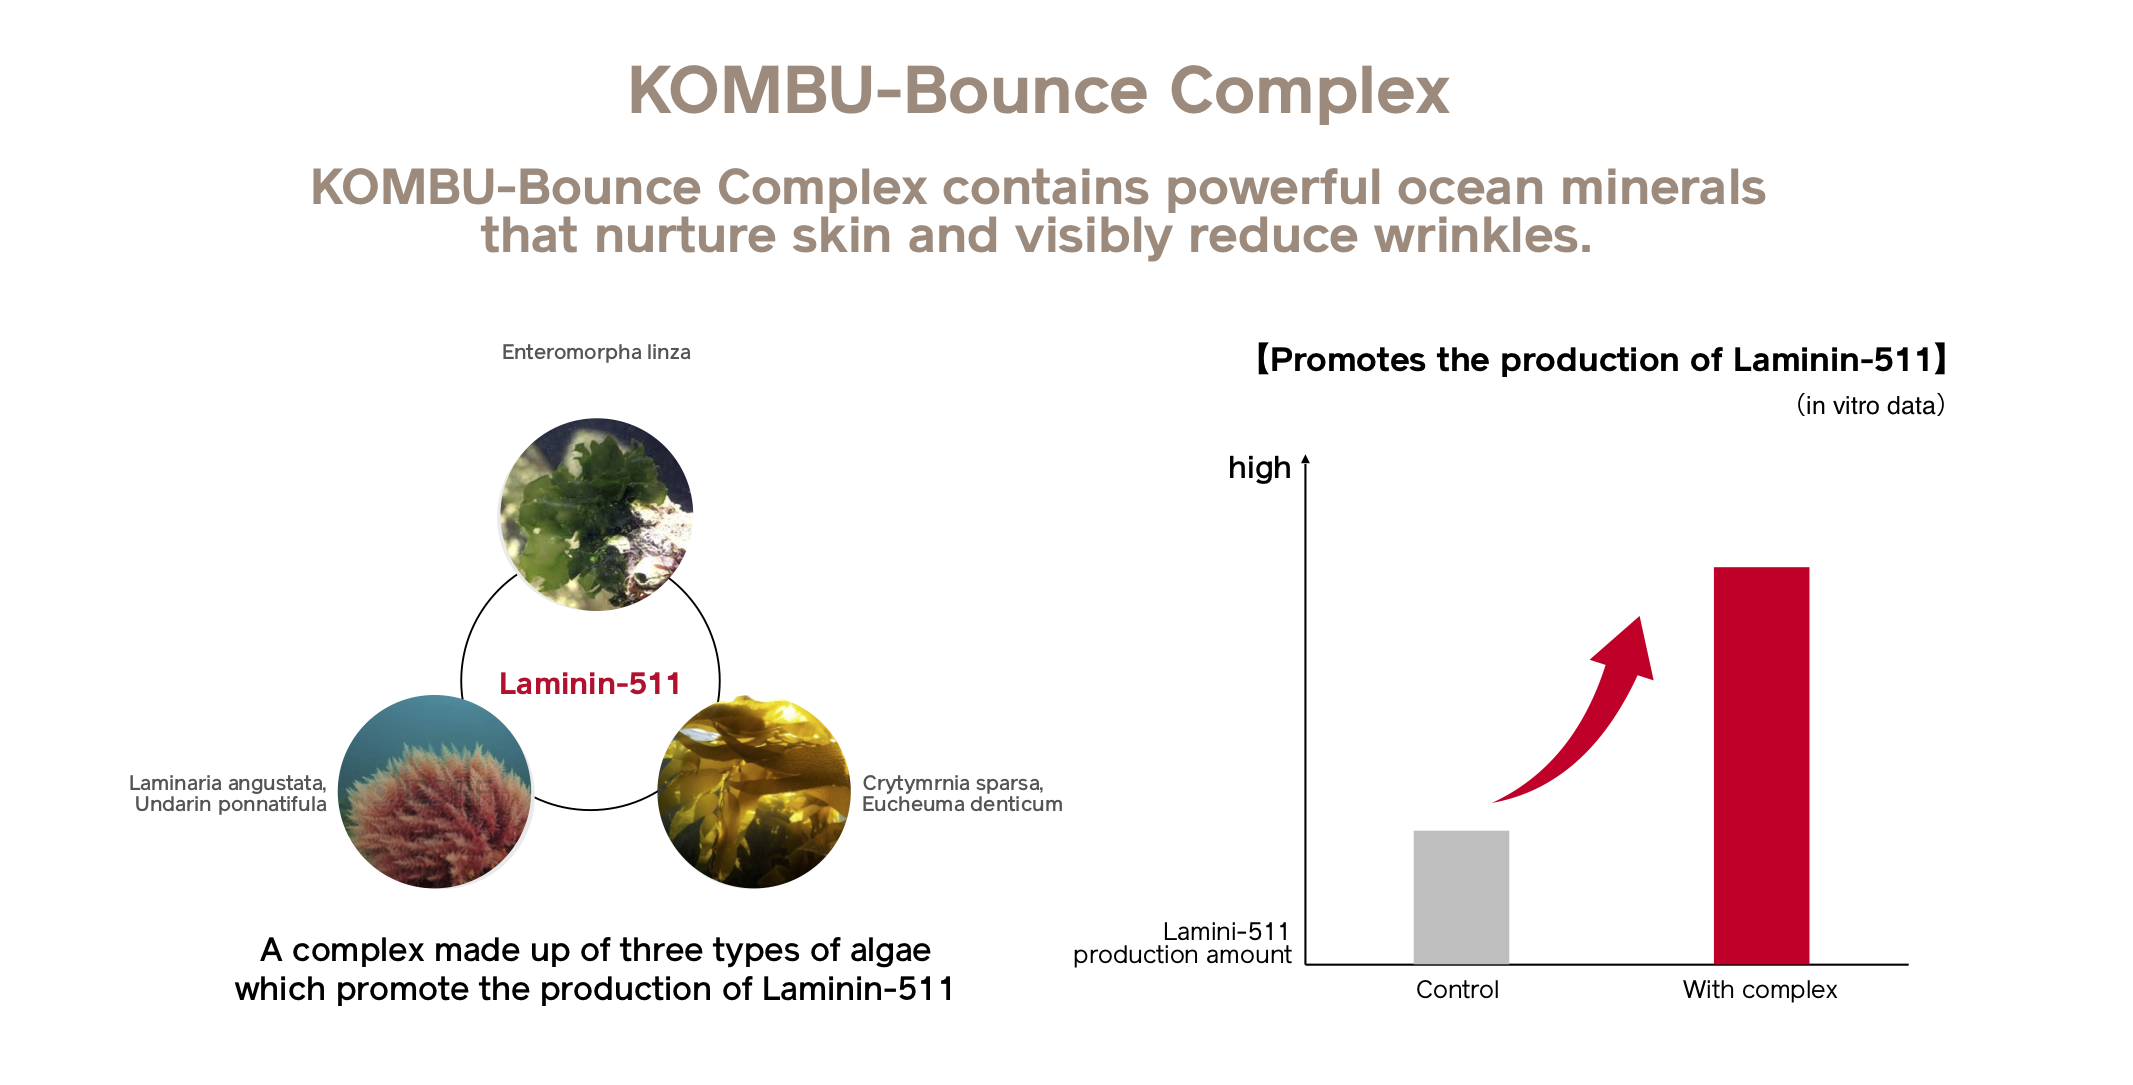 KOMBU-Bounce Complex
KOMBU-Bounce Complex contains powerful ocean minerals
that nurture skin and visibly reduce wrinkles.
Enteromorpha linza
Laminin-511
Laminaria angustata,
Undarin ponnatifula
Crytymrnia sparsa,
Eucheuma denticum
A complex made up of three types of algae
which promote the production of Laminin-511
【Promotes the production of Laminin-511】
（in vitro data）
high
Lamini-511
production amount
Control
With complex